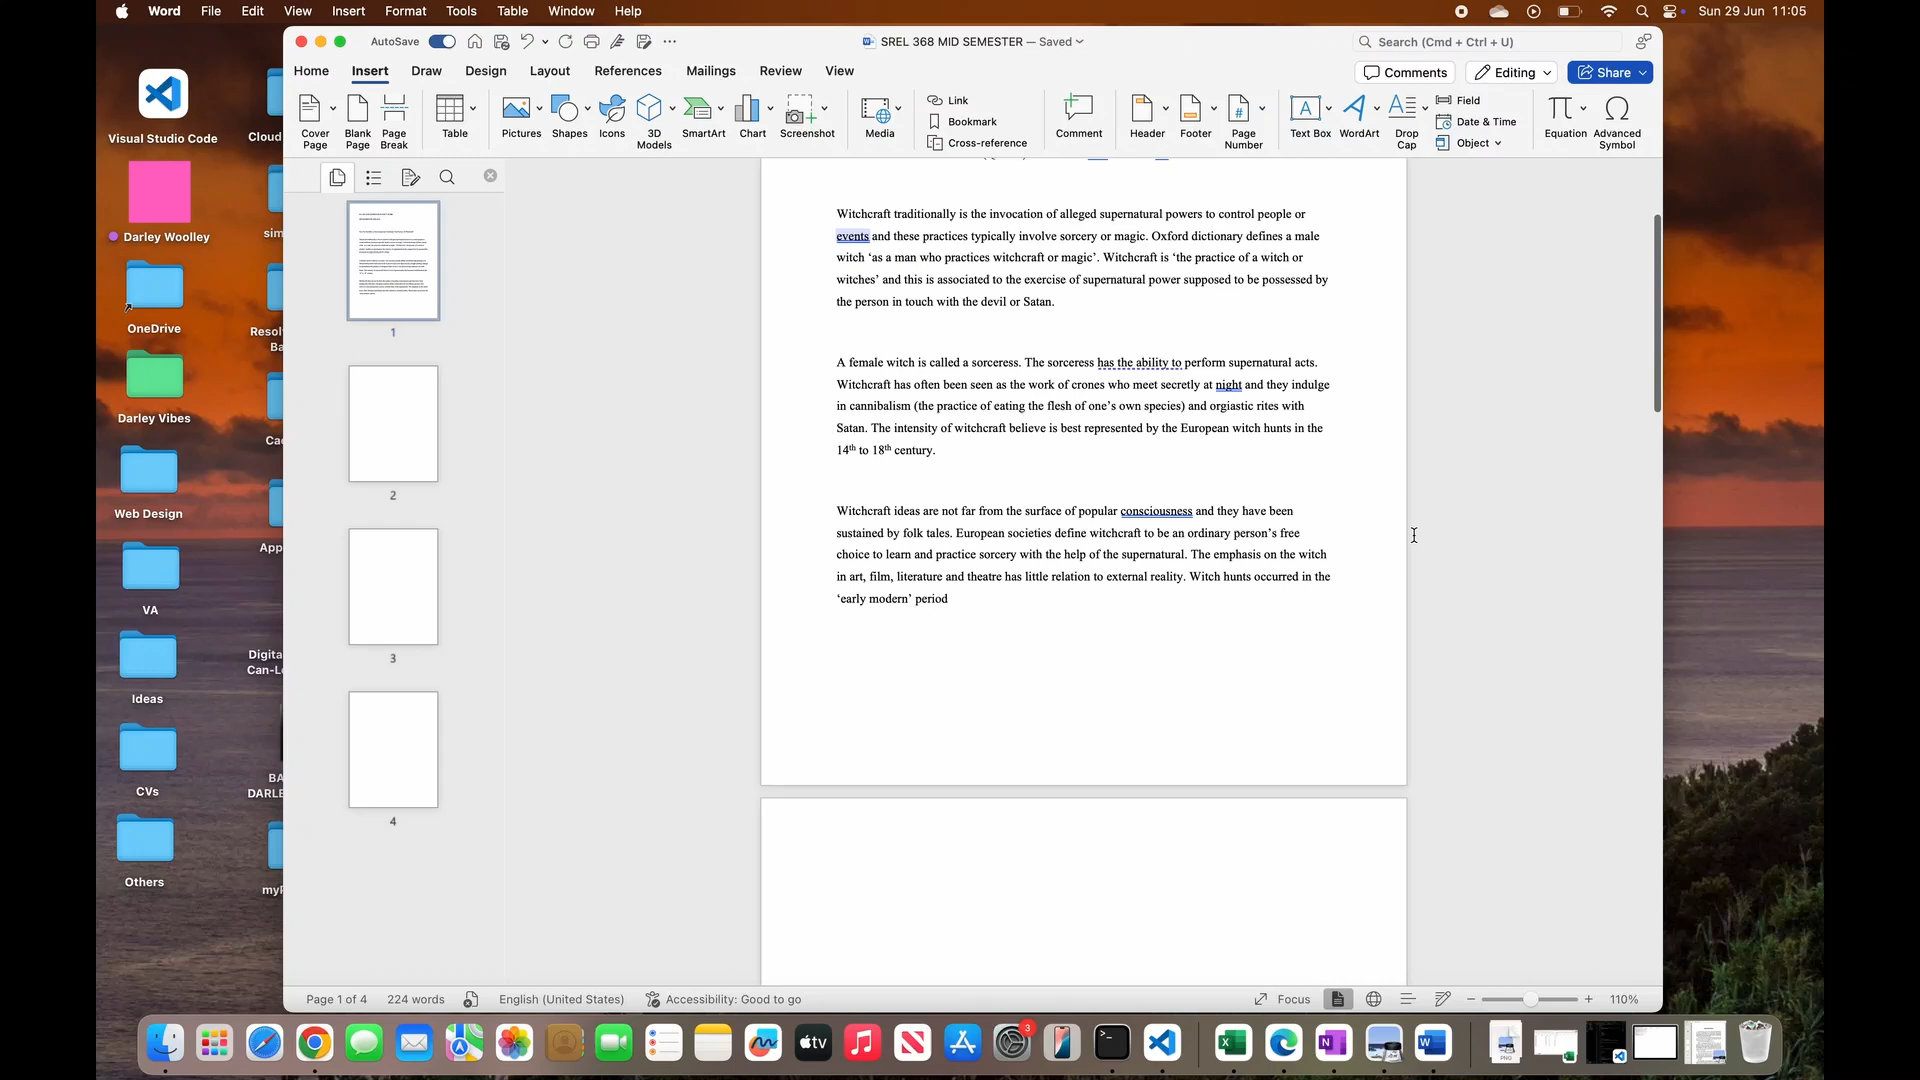 Word File Edit View Insert Format Tools Table Window Help Sun 29 Jun 11:05
AutoSave SREL 368 MID SEMESTER — Saved Search (Cmd + Ctrl + U)
Home Insert Draw Design Layout References Mailings Review View Comments Editing Share
Cover Page
Blank Page
Page Break
Table
Pictures
Shapes
Icons
3D Models
SmartArt
Chart
Screenshot
Media
Link
Bookmark
Cross-reference
Comment
Header
Footer
Page Number
Text Box
WordArt
Drop Cap
Field
Date & Time
Object
Equation
Advanced Symbol
Visual Studio Code
Darley Woolley
OneDrive
Darley Vibes
Web Design
VA
Ideas
CVs
Others
Cloud
sim
Resol
Ba
Ca
App
Digita
Can-L
BA
DARLE
1
2
3
4
Witchcraft traditionally is the invocation of alleged supernatural powers to control people or
events and these practices typically involve sorcery or magic. Oxford dictionary defines a male
witch ‘as a man who practices witchcraft or magic’. Witchcraft is ‘the practice of a witch or
witches’ and this is associated to the exercise of supernatural power supposed to be possessed by
the person in touch with the devil or Satan.
A female witch is called a sorceress. The sorceress has the ability to perform supernatural acts.
Witchcraft has often been seen as the work of crones who meet secretly at night and they indulge
in cannibalism (the practice of eating the flesh of one’s own species) and orgiastic rites with
Satan. The intensity of witchcraft believe is best represented by the European witch hunts in the
14th to 18th century.
Witchcraft ideas are not far from the surface of popular consciousness and they have been
sustained by folk tales. European societies define witchcraft to be an ordinary person’s free
choice to learn and practice sorcery with the help of the supernatural. The emphasis on the witch
in art, film, literature and theatre has little relation to external reality. Witch hunts occurred in the
‘early modern’ period
Page 1 of 4 224 words English (United States) Accessibility: Good to go Focus 110%
3
tv